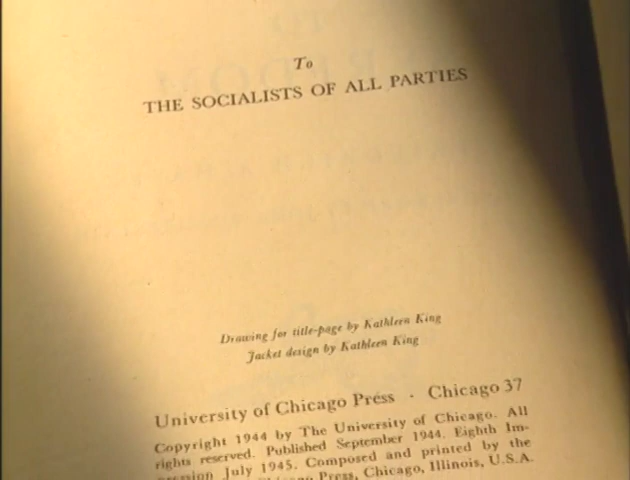 To
THE SOCIALISTS OF ALL PARTIES
Drawing for title-page by Kathleen King
Jacket design by Kathleen King
University of Chicago Press · Chicago 37
Copyright 1944 by The University of Chicago. All
rights reserved. Published September 1944. Eighth Im-
pression July 1945. Composed and printed by the
Chicago Press, Chicago, Illinois, U.S.A.